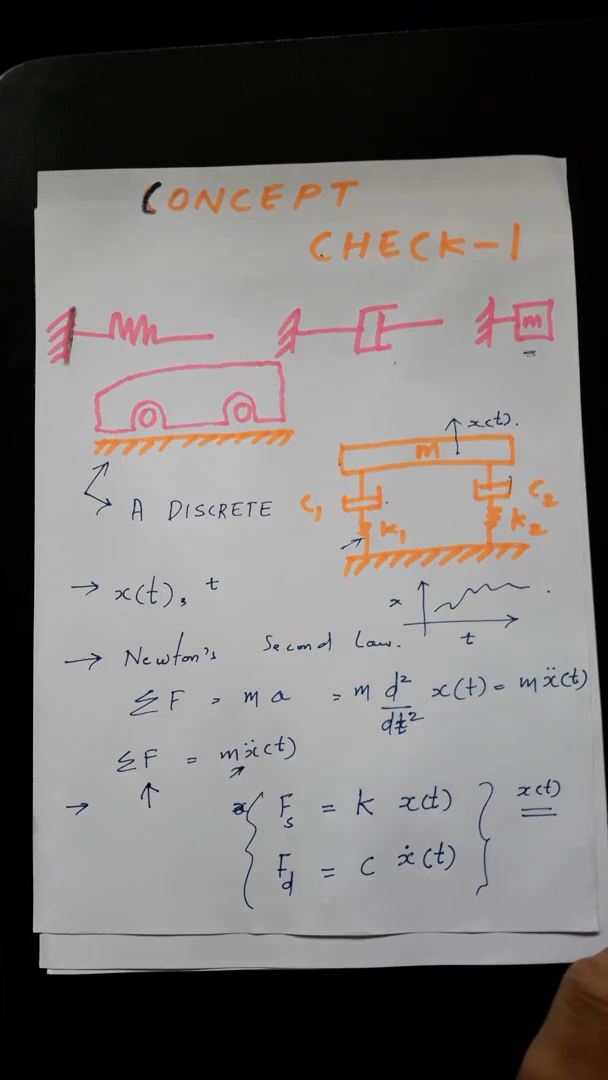 CONCEPT
CHECK-1
m
x(t).
m
A DISCRETE
C₁
k₁
C₂
k₂
→ x(t), t
x
t
→ Newton's Second Law.
ΣF = ma = m d²/dt² x(t) = mẍ(t)
ΣF = mẍ(t)
→ { Fs = k x(t) } x(t)
Fd = c ẋ(t)